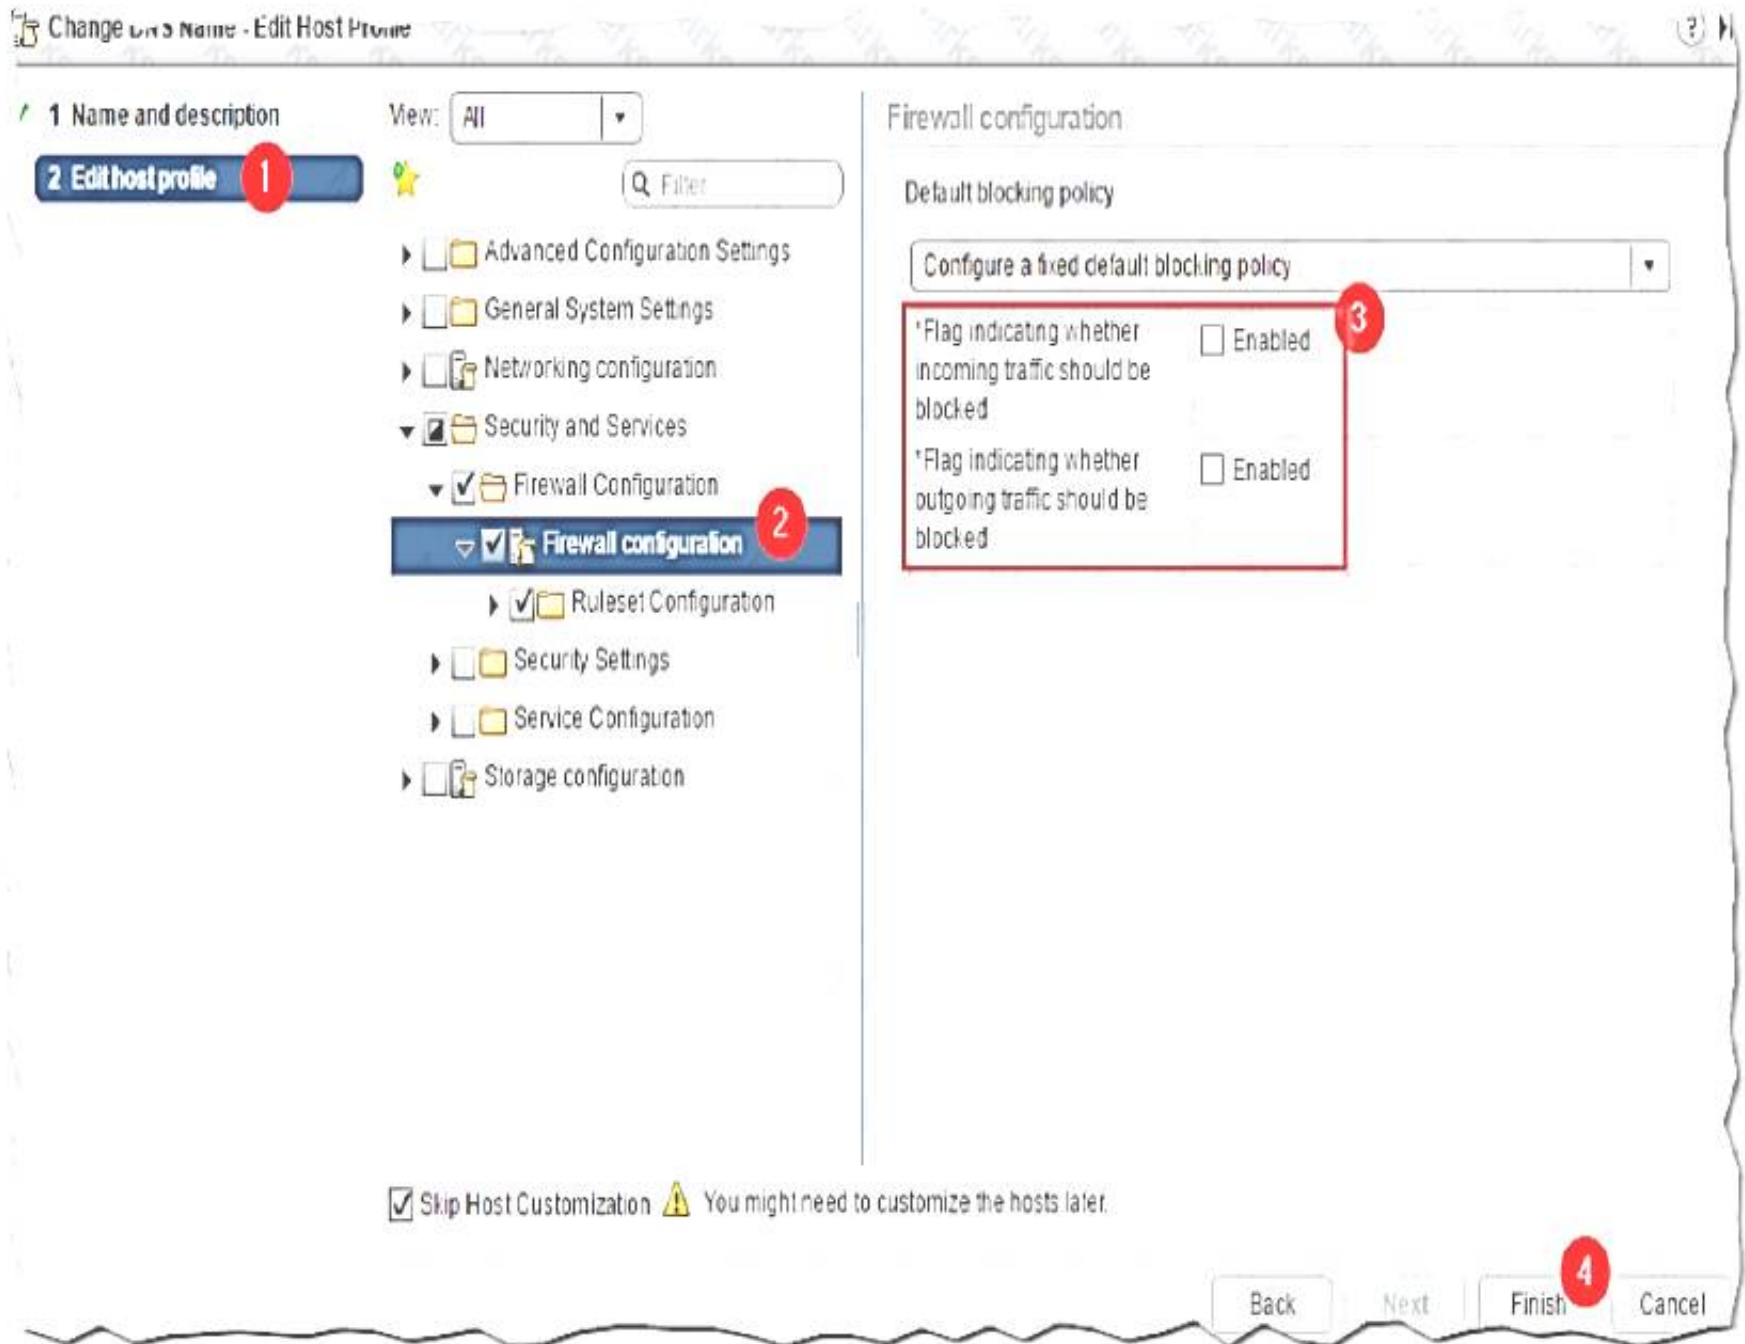 Change DNS Name - Edit Host Profile
?
1 Name and description
2 Edit host profile
1
View: All
Filter
Advanced Configuration Settings
General System Settings
Networking configuration
Security and Services
Firewall Configuration
Firewall configuration
2
Ruleset Configuration
Security Settings
Service Configuration
Storage configuration
Firewall configuration
Default blocking policy
Configure a fixed default blocking policy
3
*Flag indicating whether
incoming traffic should be
blocked
Enabled
*Flag indicating whether
outgoing traffic should be
blocked
Enabled
Skip Host Customization
You might need to customize the hosts later.
4
Back
Next
Finish
Cancel